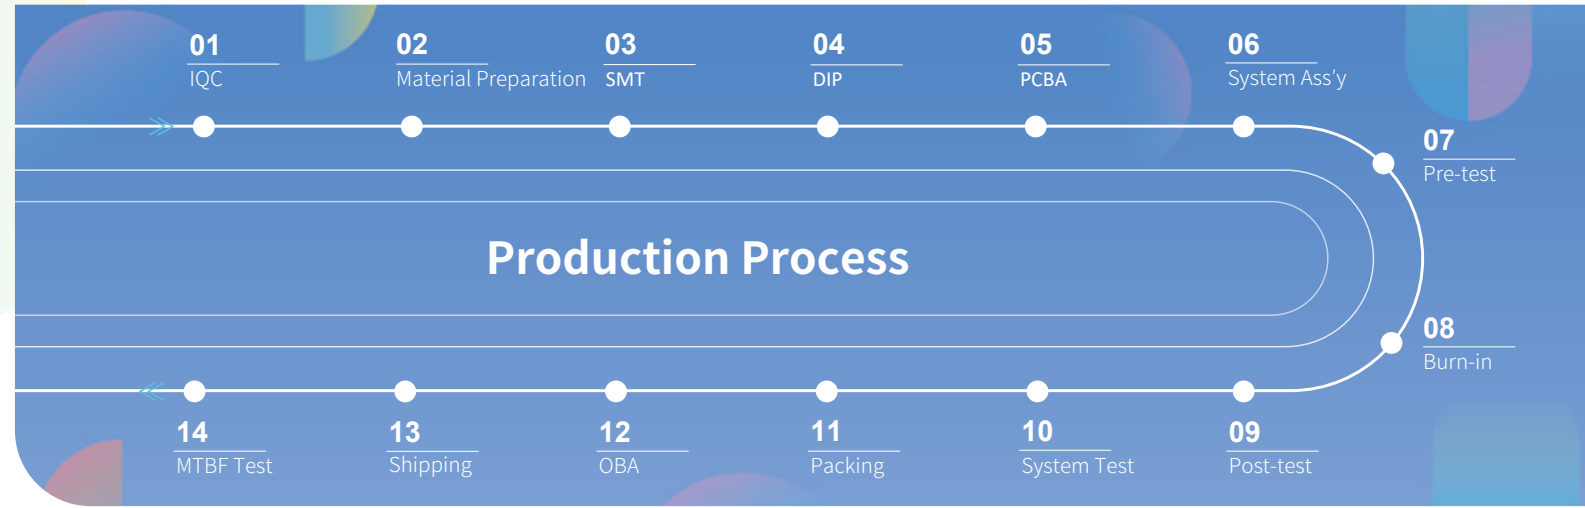 01
IQC
02
Material Preparation
03
SMT
04
DIP
05
PCBA
06
System Ass'y
07
Pre-test
Production Process
08
Burn-in
14
MTBF Test
13
Shipping
12
OBA
11
Packing
10
System Test
09
Post-test